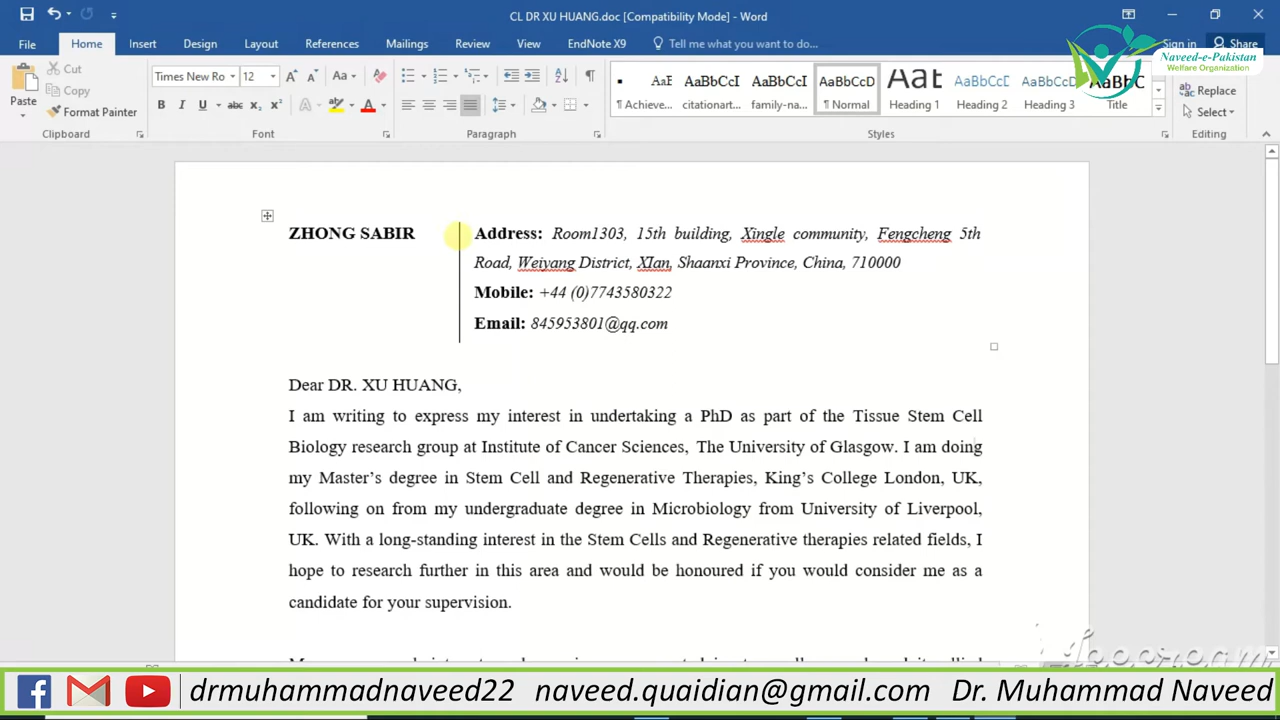 CL DR XU HUANG.doc [Compatibility Mode] - Word
File Home Insert Design Layout References Mailings Review View EndNote X9 Tell me what you want to do... Sign in Share
Naveed-e-Pakistan
Welfare Organization
Paste
Cut
Copy
Format Painter
Clipboard
Times New Ro 12
Aa
B I U abc x2 x2 A A
Font
Paragraph
AaE AaBbCcI AaBbCcI AaBbCcD Aat AaBbCcI AaBbCcD AaBbC
¶ Achieve... citationart... family-na... ¶ Normal Heading 1 Heading 2 Heading 3 Title
Styles
Replace
Select
Editing
ZHONG SABIR
Address: Room1303, 15th building, Xingle community, Fengcheng 5th
Road, Weiyang District, XIan, Shaanxi Province, China, 710000
Mobile: +44 (0)7743580322
Email: 845953801@qq.com
Dear DR. XU HUANG,
I am writing to express my interest in undertaking a PhD as part of the Tissue Stem Cell
Biology research group at Institute of Cancer Sciences, The University of Glasgow. I am doing
my Master’s degree in Stem Cell and Regenerative Therapies, King’s College London, UK,
following on from my undergraduate degree in Microbiology from University of Liverpool,
UK. With a long-standing interest in the Stem Cells and Regenerative therapies related fields, I
hope to research further in this area and would be honoured if you would consider me as a
candidate for your supervision.
drmuhammadnaveed22 naveed.quaidian@gmail.com Dr. Muhammad Naveed